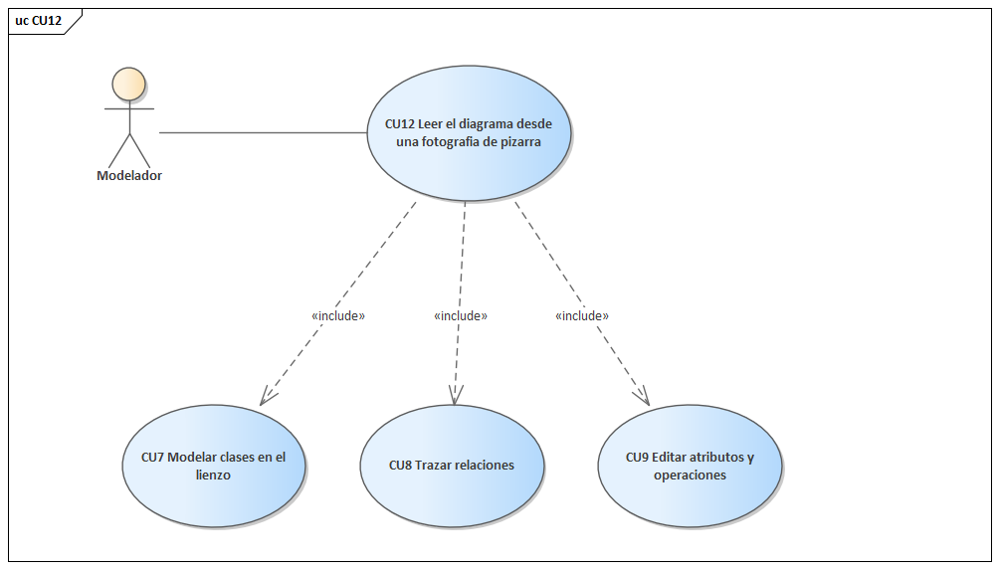 uc CU12
CU12 Leer el diagrama desde
una fotografia de pizarra
Modelador
«include»
«include»
«include»
CU7 Modelar clases en el
lienzo
CU8 Trazar relaciones
CU9 Editar atributos y
operaciones